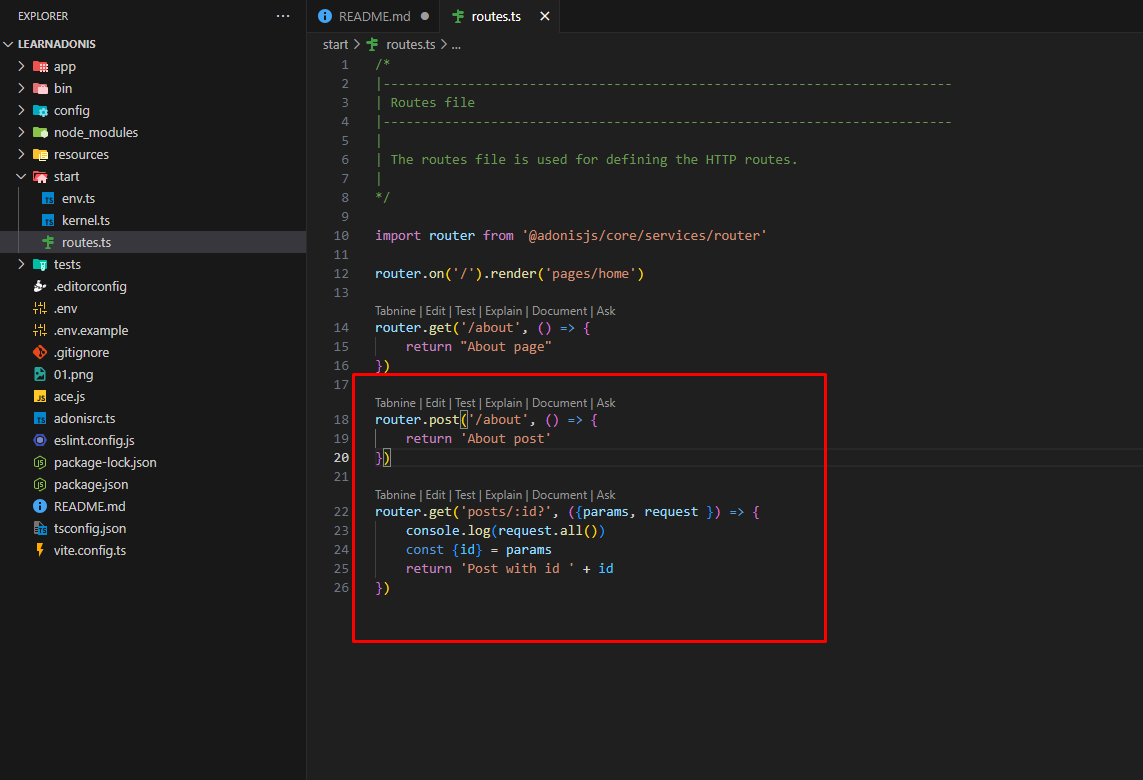 EXPLORER
LEARNADONIS
app
bin
config
node_modules
resources
start
env.ts
kernel.ts
routes.ts
tests
.editorconfig
.env
.env.example
.gitignore
01.png
ace.js
adonisrc.ts
eslint.config.js
package-lock.json
package.json
README.md
tsconfig.json
vite.config.ts
README.md routes.ts
start > routes.ts > ...
1 /*
2 |--------------------------------------------------------------------------
3 | Routes file
4 |--------------------------------------------------------------------------
5 |
6 | The routes file is used for defining the HTTP routes.
7 |
8 */
9
10 import router from '@adonisjs/core/services/router'
11
12 router.on('/').render('pages/home')
13
Tabnine | Edit | Test | Explain | Document | Ask
14 router.get('/about', () => {
15     return "About page"
16 })
17
Tabnine | Edit | Test | Explain | Document | Ask
18 router.post('/about', () => {
19     return 'About post'
20 })
21
Tabnine | Edit | Test | Explain | Document | Ask
22 router.get('posts/:id?', ({params, request }) => {
23     console.log(request.all())
24     const {id} = params
25     return 'Post with id ' + id
26 })